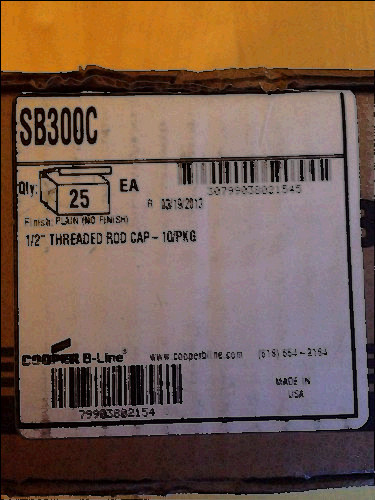 SB300C
Qty: 25 EA
30799038021545
R 03/19/2013
Finish: PLAIN (NO FINISH)
1/2" THREADED ROD CAP - 10/PKG
COOPER B-Line® www.cooperbline.com (618) 654-2184
79903802154
MADE IN
USA